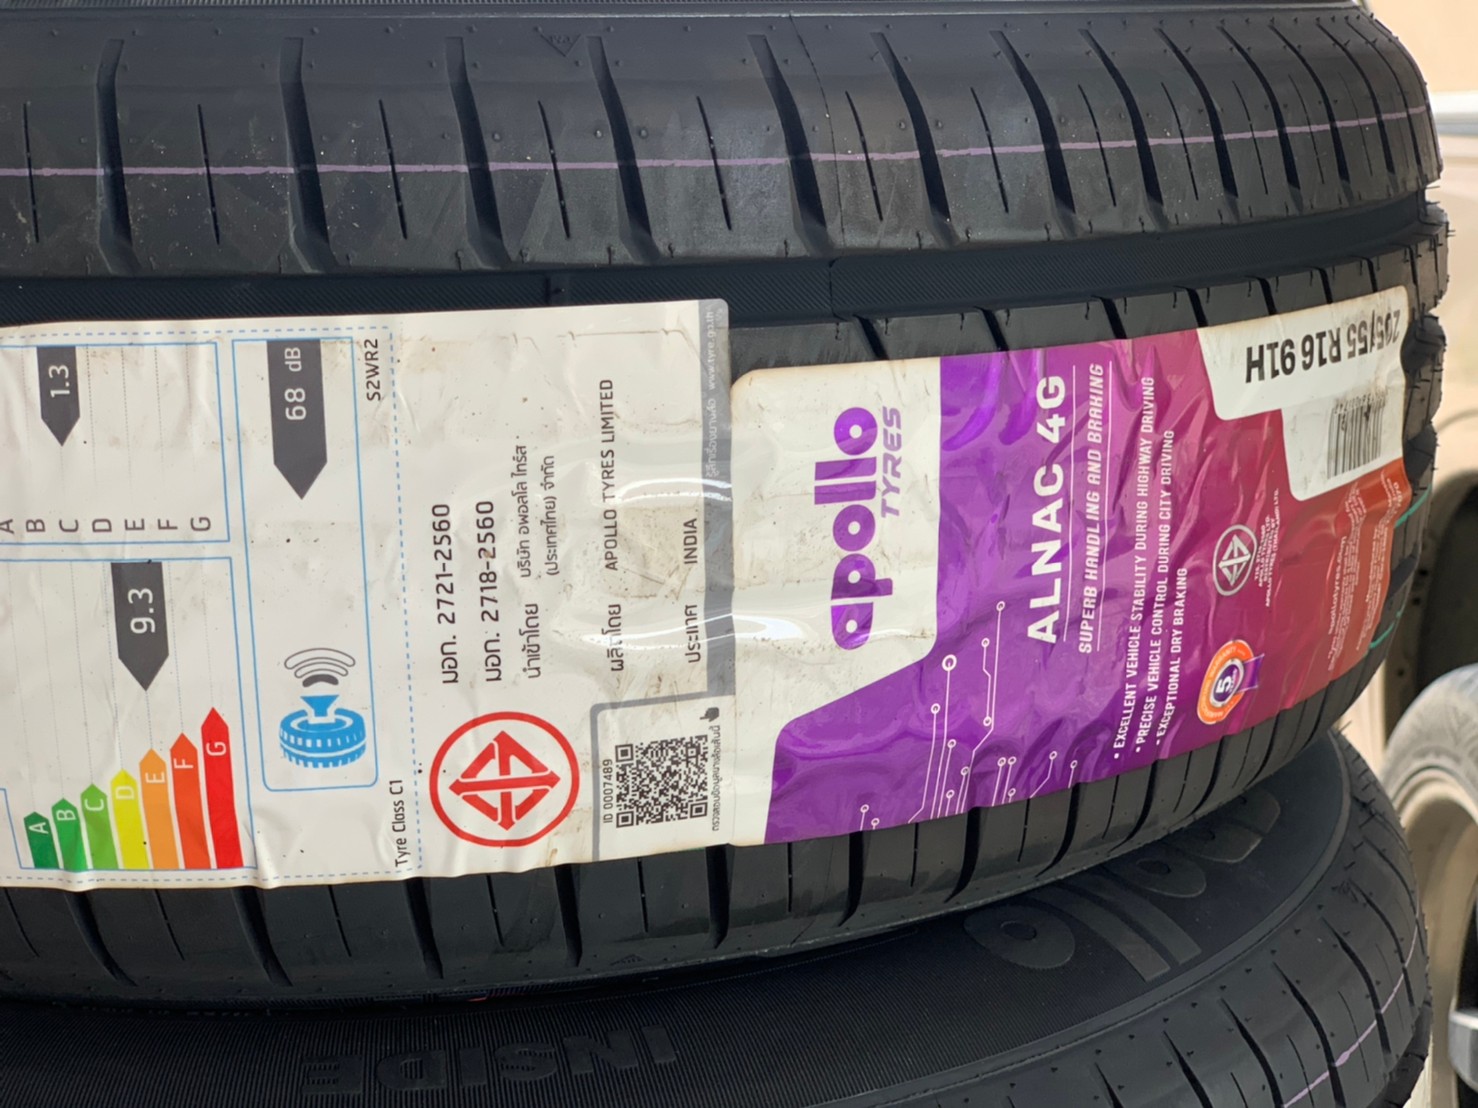 1.3
A
B
C
D
E
F
G
9.3
A
B
C
D
E
F
G
68 dB
S2WR2
Tyre Class C1
มอก. 2721-2560
มอก. 2718-2560
นำเข้าโดย บริษัท อพอลโล ไทร์ส
(ประเทศไทย) จำกัด
ผลิตโดย APOLLO TYRES LIMITED
ประเทศ INDIA
ID 0007489
apollo
TYRES
ALNAC 4G
SUPERB HANDLING AND BRAKING
• EXCELLENT VEHICLE STABILITY DURING HIGHWAY DRIVING
• PRECISE VEHICLE CONTROL DURING CITY DRIVING
• EXCEPTIONAL DRY BRAKING
5
205/55 R16 91H
INSIDE